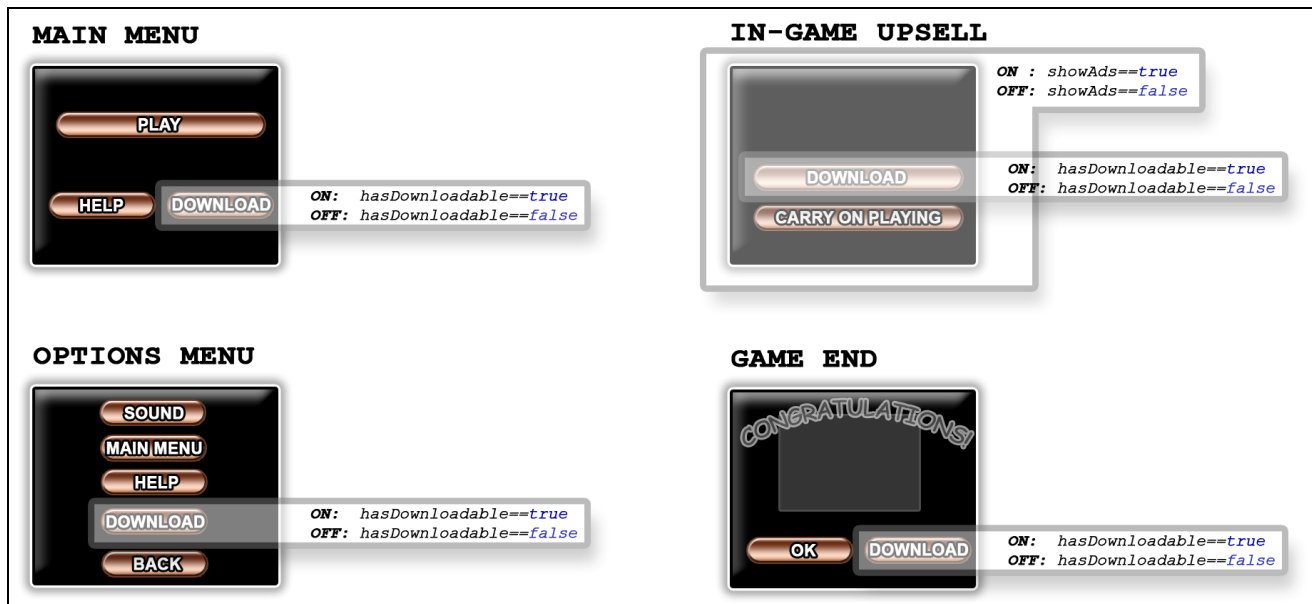 MAIN MENU
PLAY
HELP
DOWNLOAD
ON: hasDownloadable==true
OFF: hasDownloadable==false
IN-GAME UPSELL
ON : showAds==true
OFF: showAds==false
DOWNLOAD
ON: hasDownloadable==true
OFF: hasDownloadable==false
CARRY ON PLAYING
OPTIONS MENU
SOUND
MAIN MENU
HELP
DOWNLOAD
ON: hasDownloadable==true
OFF: hasDownloadable==false
BACK
GAME END
CONGRATULATIONS!
OK
DOWNLOAD
ON: hasDownloadable==true
OFF: hasDownloadable==false